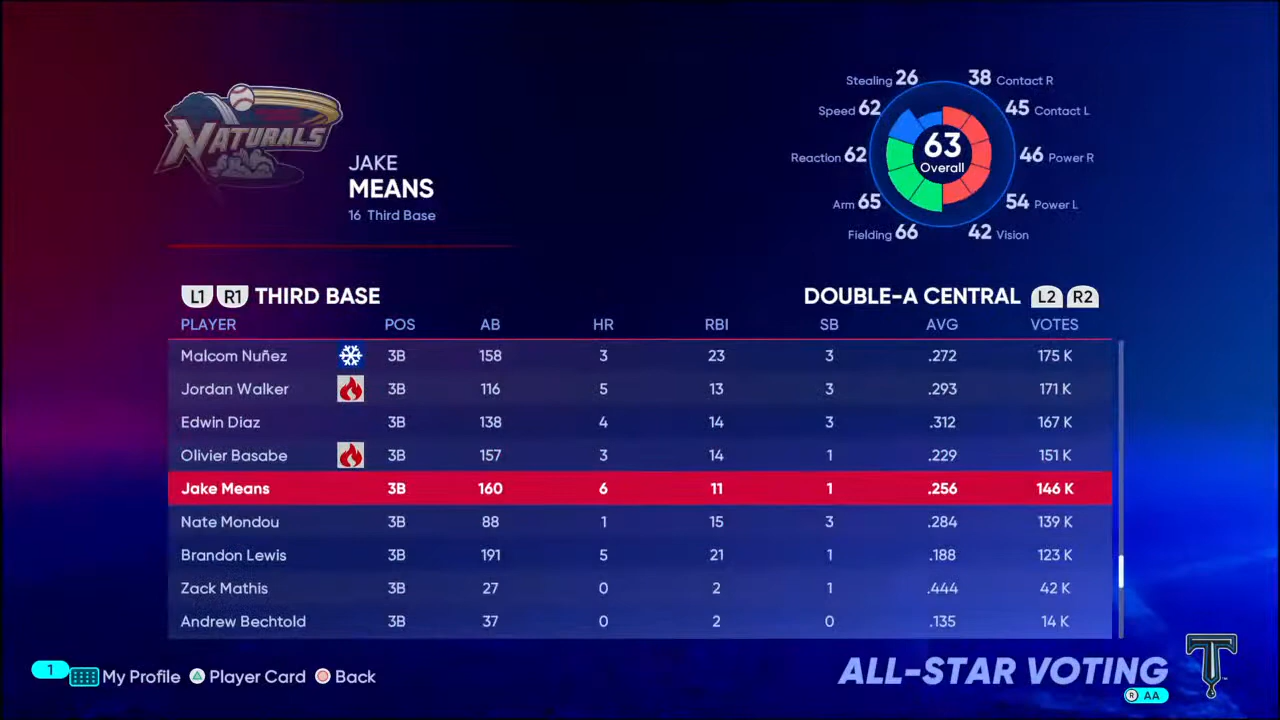 NATURALS
JAKE
MEANS
16 Third Base
Stealing 26
38 Contact R
Speed 62
45 Contact L
Reaction 62
63
Overall
46 Power R
Arm 65
54 Power L
Fielding 66
42 Vision
L1 R1 THIRD BASE
DOUBLE-A CENTRAL L2 R2
PLAYER POS AB HR RBI SB AVG VOTES
Malcom Nuñez 3B 158 3 23 3 .272 175 K
Jordan Walker 3B 116 5 13 3 .293 171 K
Edwin Diaz 3B 138 4 14 3 .312 167 K
Olivier Basabe 3B 157 3 14 1 .229 151 K
Jake Means 3B 160 6 11 1 .256 146 K
Nate Mondou 3B 88 1 15 3 .284 139 K
Brandon Lewis 3B 191 5 21 1 .188 123 K
Zack Mathis 3B 27 0 2 1 .444 42 K
Andrew Bechtold 3B 37 0 2 0 .135 14 K
1 My Profile Player Card Back
ALL-STAR VOTING T
R AA